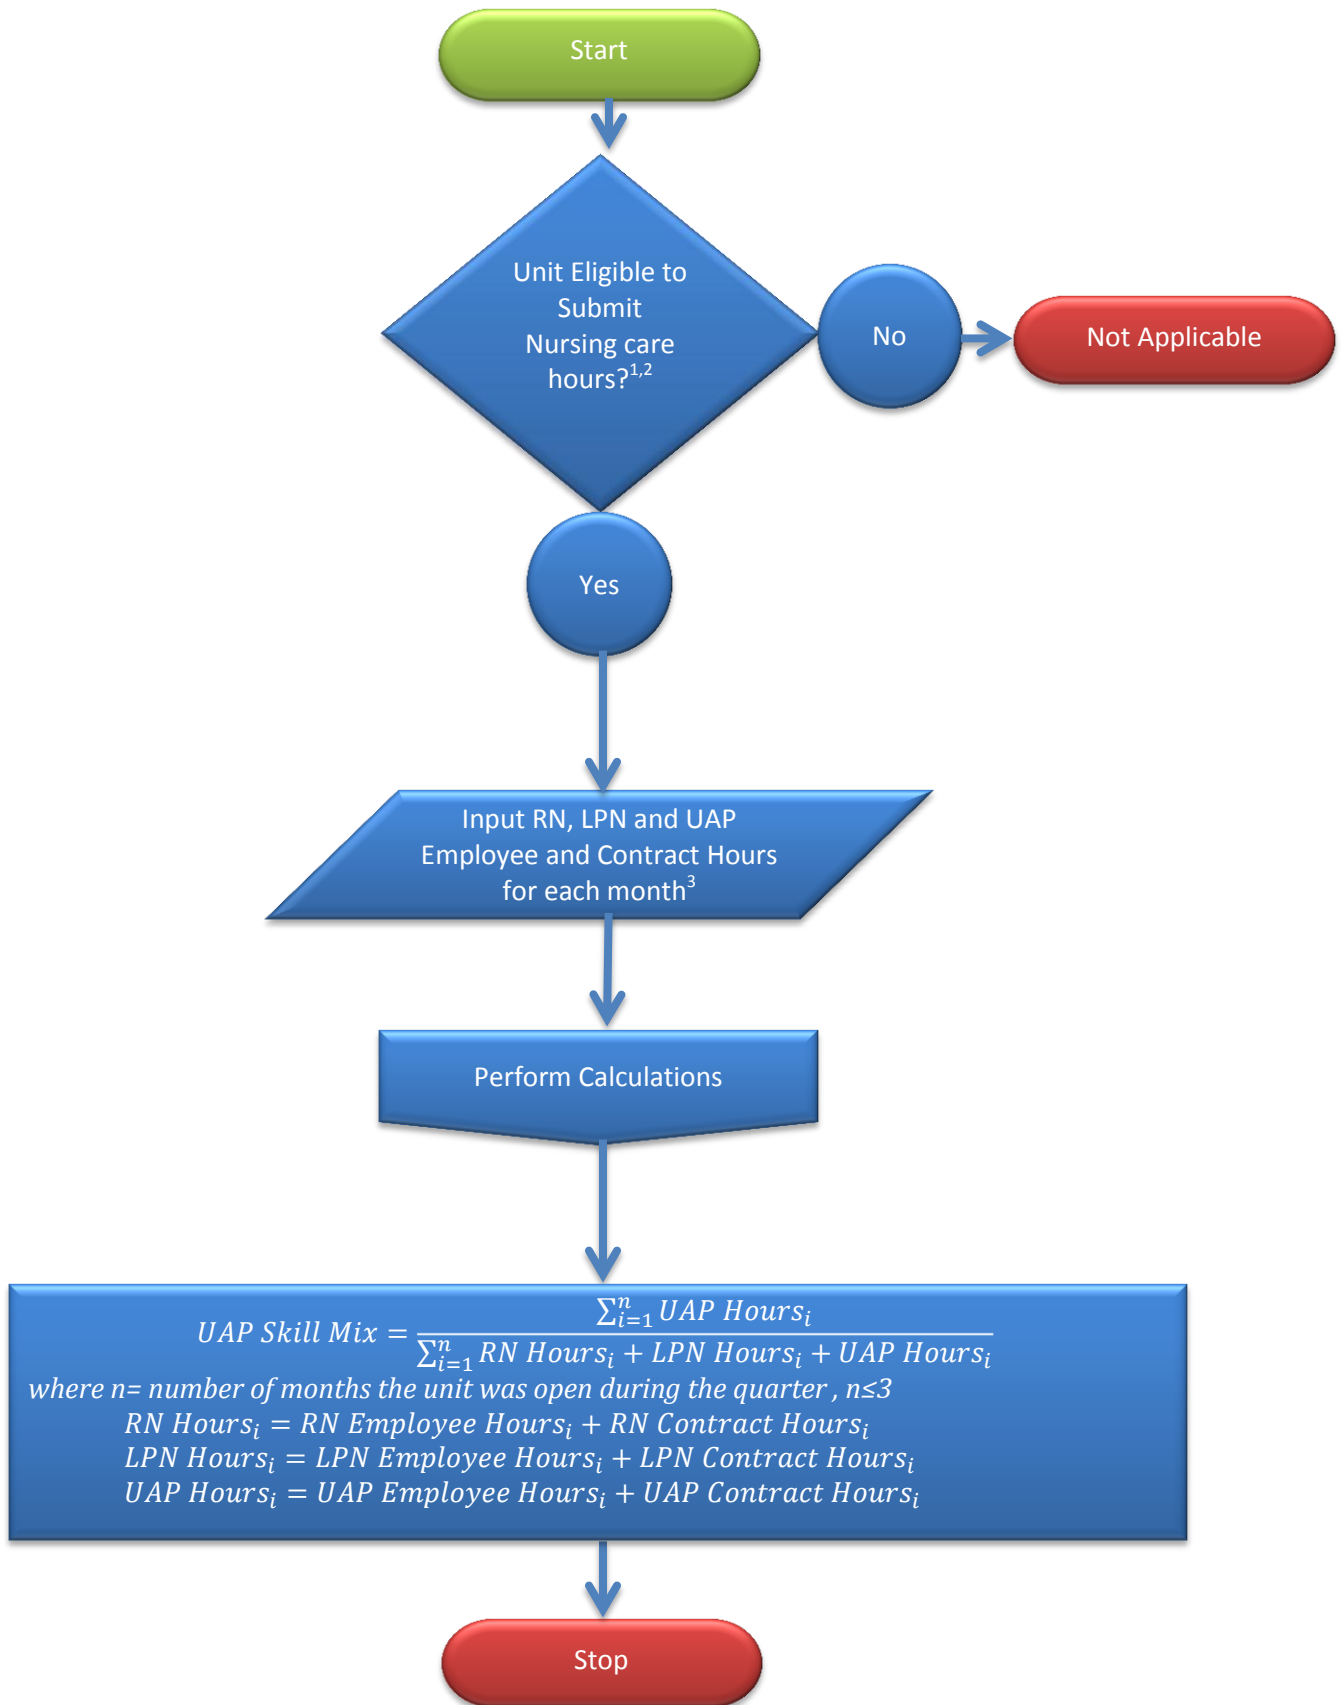 Start
Unit Eligible to
Submit
Nursing care
hours?1,2
No
Not Applicable
Yes
Input RN, LPN and UAP
Employee and Contract Hours
for each month3
Perform Calculations
UAP Skill Mix = ∑ⁿᵢ₌₁ UAP Hoursᵢ / ∑ⁿᵢ₌₁ RN Hoursᵢ + LPN Hoursᵢ + UAP Hoursᵢ
where n= number of months the unit was open during the quarter , n≤3
RN Hoursᵢ = RN Employee Hoursᵢ + RN Contract Hoursᵢ
LPN Hoursᵢ = LPN Employee Hoursᵢ + LPN Contract Hoursᵢ
UAP Hoursᵢ = UAP Employee Hoursᵢ + UAP Contract Hoursᵢ
Stop